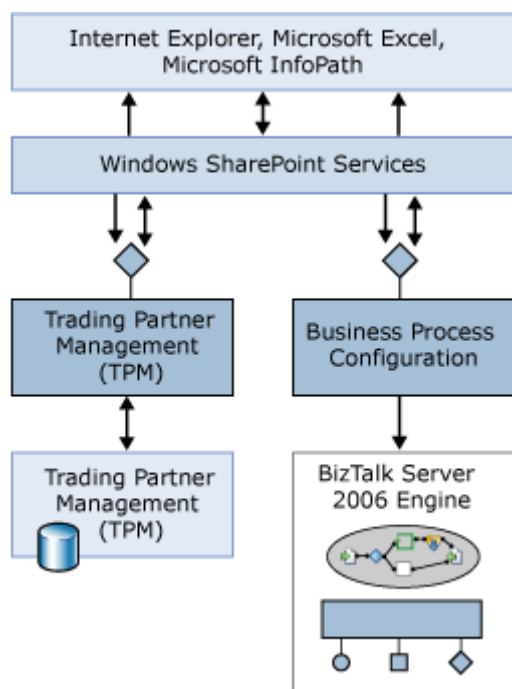 Internet Explorer, Microsoft Excel,
Microsoft InfoPath
Windows SharePoint Services
Trading Partner
Management
(TPM)
Business Process
Configuration
Trading Partner
Management
(TPM)
BizTalk Server
2006 Engine